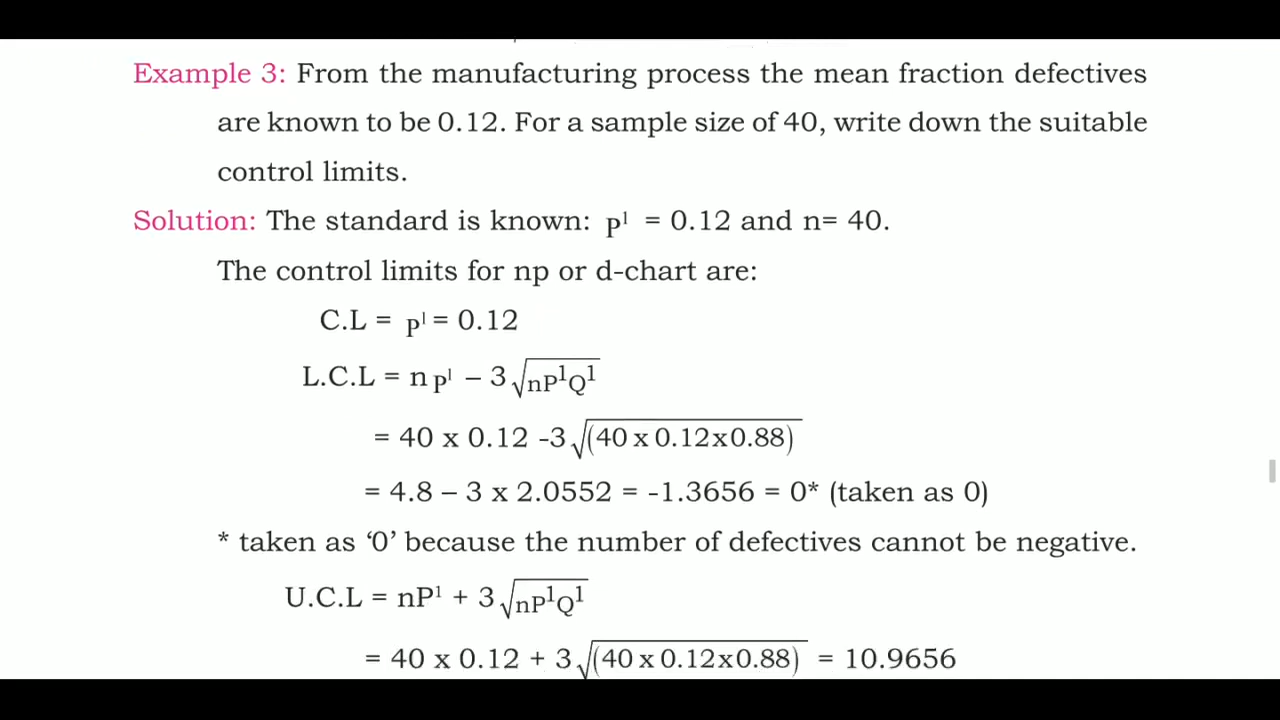 Example 3: From the manufacturing process the mean fraction defectives
are known to be 0.12. For a sample size of 40, write down the suitable
control limits.
Solution: The standard is known: P¹ = 0.12 and n= 40.
The control limits for np or d-chart are:
C.L = P¹ = 0.12
L.C.L = n P¹ – 3√nP¹Q¹
= 40 x 0.12 -3√(40 x 0.12x0.88)
= 4.8 – 3 x 2.0552 = -1.3656 = 0* (taken as 0)
* taken as ‘0’ because the number of defectives cannot be negative.
U.C.L = nP¹ + 3√nP¹Q¹
= 40 x 0.12 + 3√(40 x 0.12x0.88) = 10.9656